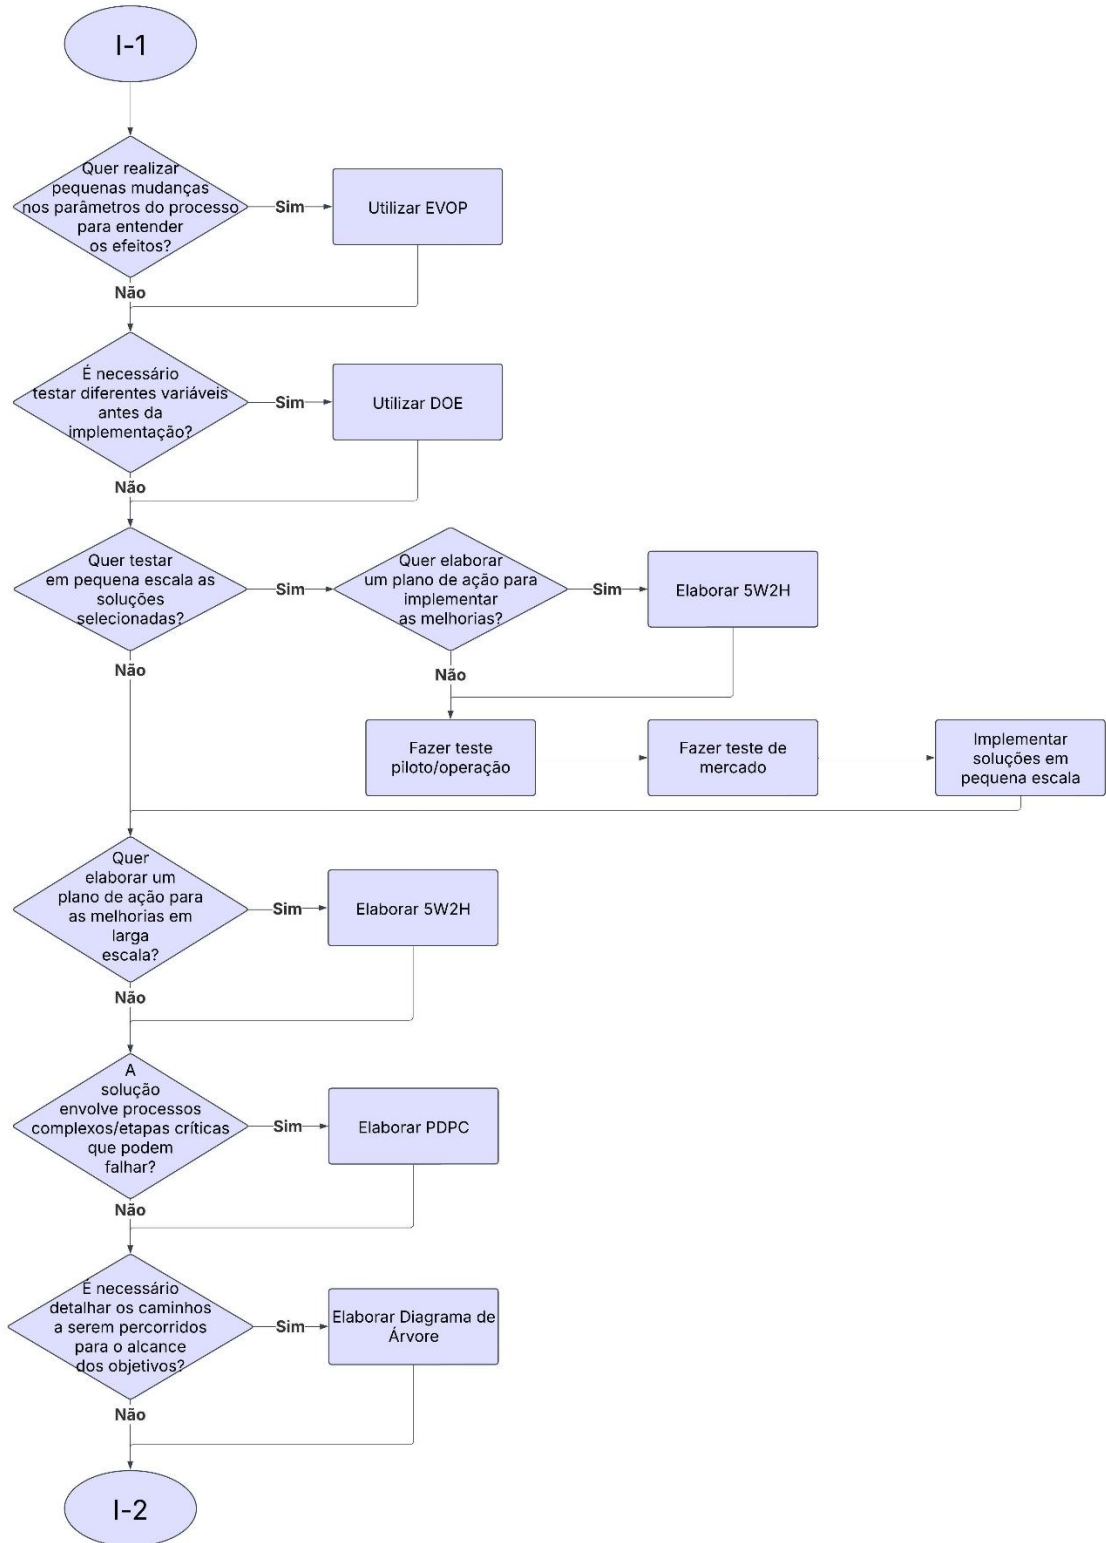 I-1
Quer realizar
pequenas mudanças
nos parâmetros do processo
para entender
os efeitos?
Sim
Utilizar EVOP
Não
É necessário
testar diferentes variáveis
antes da
implementação?
Sim
Utilizar DOE
Não
Quer testar
em pequena escala as
soluções
selecionadas?
Sim
Quer elaborar
um plano de ação para
implementar
as melhorias?
Sim
Elaborar 5W2H
Não
Não
Fazer teste
piloto/operação
Fazer teste de
mercado
Implementar
soluções em
pequena escala
Quer
elaborar um
plano de ação para
as melhorias em
larga
escala?
Sim
Elaborar 5W2H
Não
A
solução
envolve processos
complexos/etapas críticas
que podem
falhar?
Sim
Elaborar PDPC
Não
É necessário
detalhar os caminhos
a serem percorridos
para o alcance
dos objetivos?
Sim
Elaborar Diagrama de
Árvore
Não
I-2